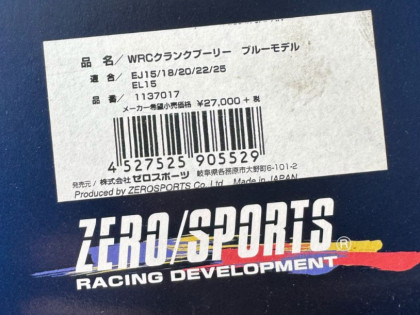 品 名／WRCクランクプーリー ブルーモデル
適 合／EJ15/18/20/22/25
EL15
品 番／1137017
メーカー希望小売価格 ¥27,000＋税
4 527525 905529
発売元／株式会社ゼロスポーツ 岐阜県各務原市大野町6-101-2
Produced by ZEROSPORTS Co., Ltd. Made in JAPAN
ZERO/SPORTS®
RACING DEVELOPMENT